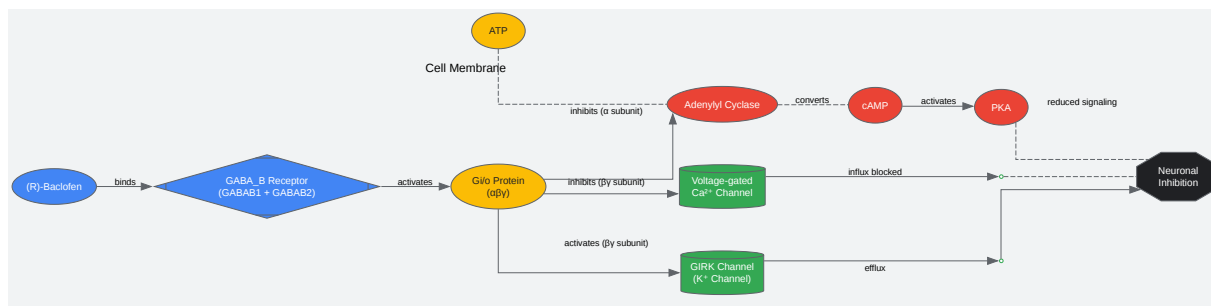 ATP
Cell Membrane
Adenylyl Cyclase
converts
cAMP
activates
PKA
reduced signaling
inhibits (α subunit)
(R)-Baclofen
binds
GABA_B Receptor
(GABAB1 + GABAB2)
activates
Gi/o Protein
(αβγ)
inhibits (βγ subunit)
Voltage-gated
Ca²⁺ Channel
influx blocked
Neuronal
Inhibition
activates (βγ subunit)
GIRK Channel
(K⁺ Channel)
efflux